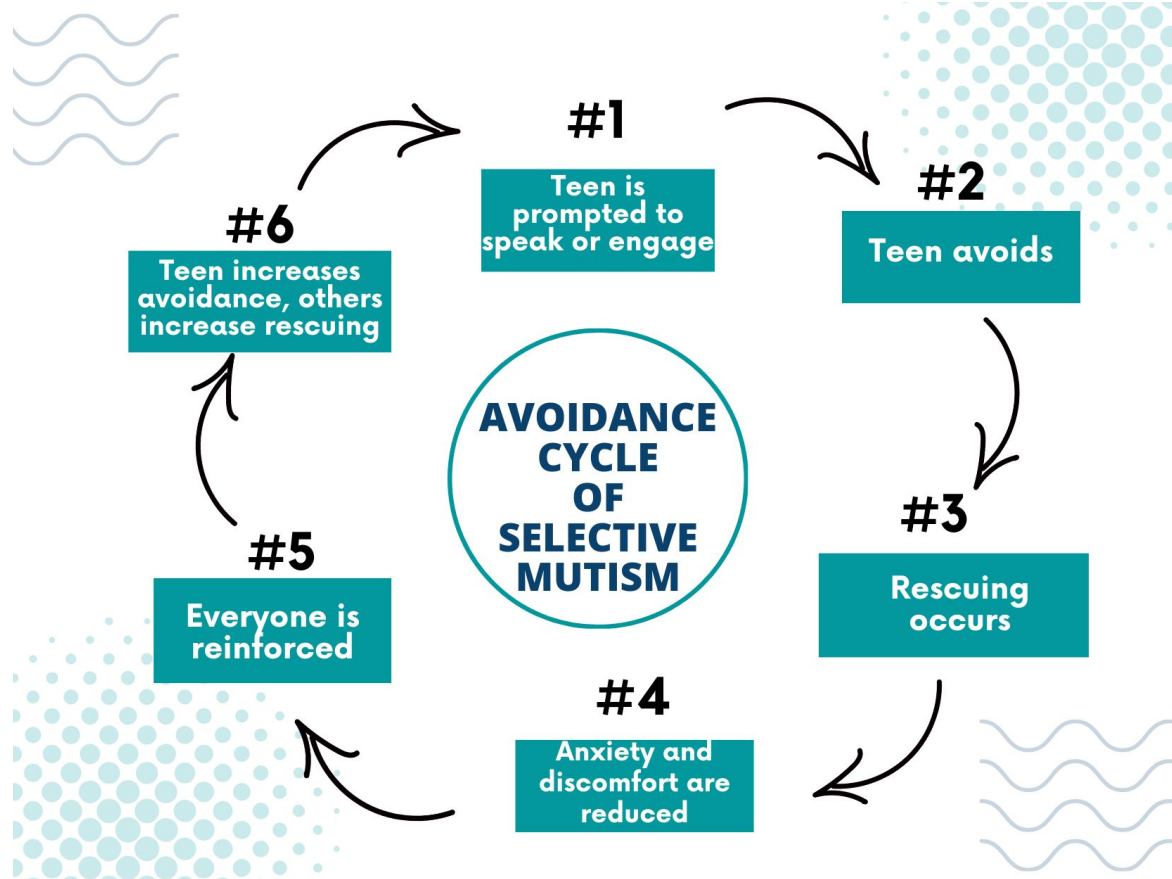 #1
Teen is
prompted to
speak or engage
#2
Teen avoids
#3
Rescuing
occurs
#4
Anxiety and
discomfort are
reduced
#5
Everyone is
reinforced
#6
Teen increases
avoidance, others
increase rescuing
AVOIDANCE
CYCLE
OF
SELECTIVE
MUTISM